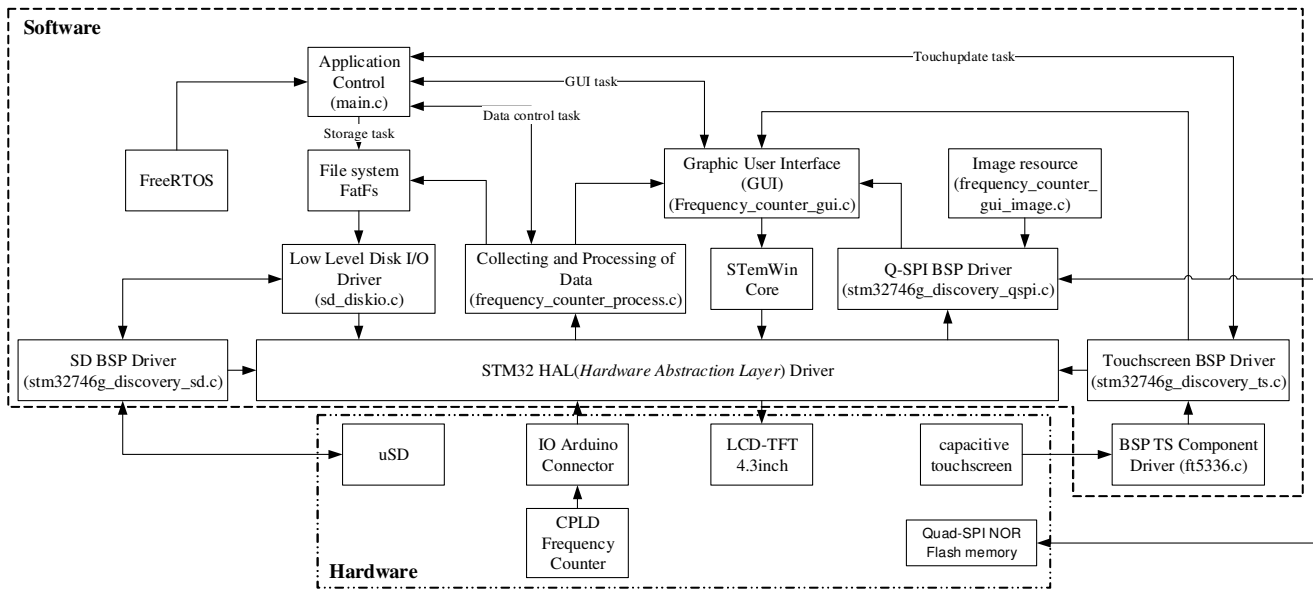 Software
Application
Control
(main.c)
Touchupdate task
GUI task
Data control task
Storage task
FreeRTOS
File system
FatFs
Graphic User Interface
(GUI)
(Frequency_counter_gui.c)
Image resource
(frequency_counter_
gui_image.c)
Low Level Disk I/O
Driver
(sd_diskio.c)
Collecting and Processing of
Data
(frequency_counter_process.c)
STemWin
Core
Q-SPI BSP Driver
(stm32746g_discovery_qspi.c)
SD BSP Driver
(stm32746g_discovery_sd.c)
STM32 HAL(Hardware Abstraction Layer) Driver
Touchscreen BSP Driver
(stm32746g_discovery_ts.c)
uSD
IO Arduino
Connector
LCD-TFT
4.3inch
capacitive
touchscreen
BSP TS Component
Driver (ft5336.c)
CPLD
Frequency
Counter
Quad-SPI NOR
Flash memory
Hardware